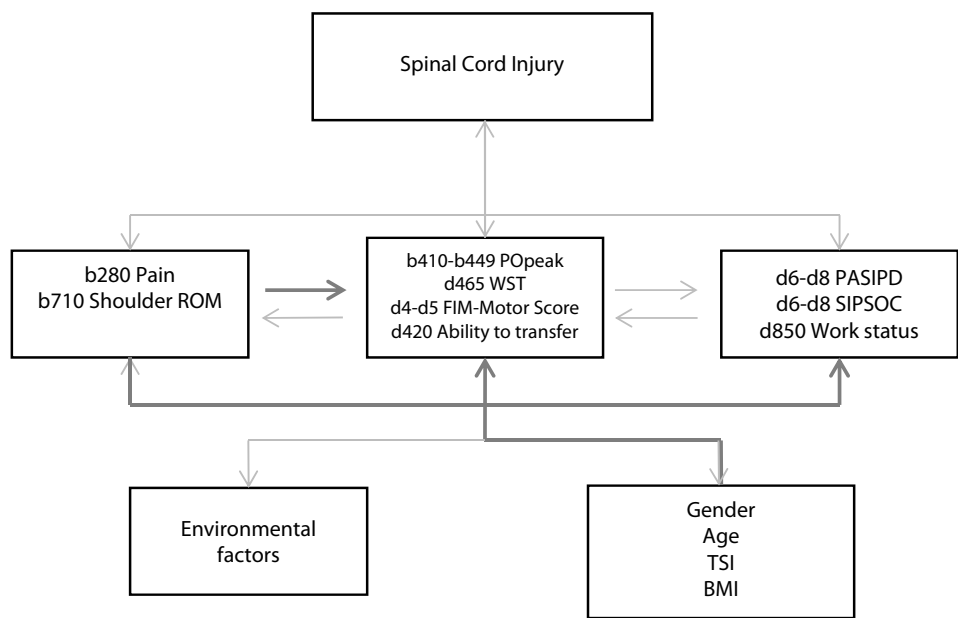 Spinal Cord Injury
b280 Pain
b710 Shoulder ROM
b410-b449 POpeak
d465 WST
d4-d5 FIM-Motor Score
d420 Ability to transfer
d6-d8 PASIPD
d6-d8 SIPSOC
d850 Work status
Environmental
factors
Gender
Age
TSI
BMI